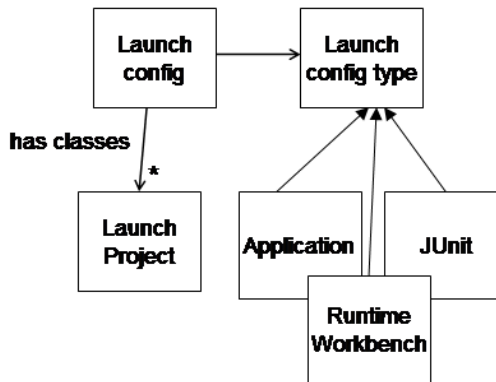 Launch
config
Launch
config type
has classes
*
Launch
Project
Application
JUnit
Runtime
Workbench